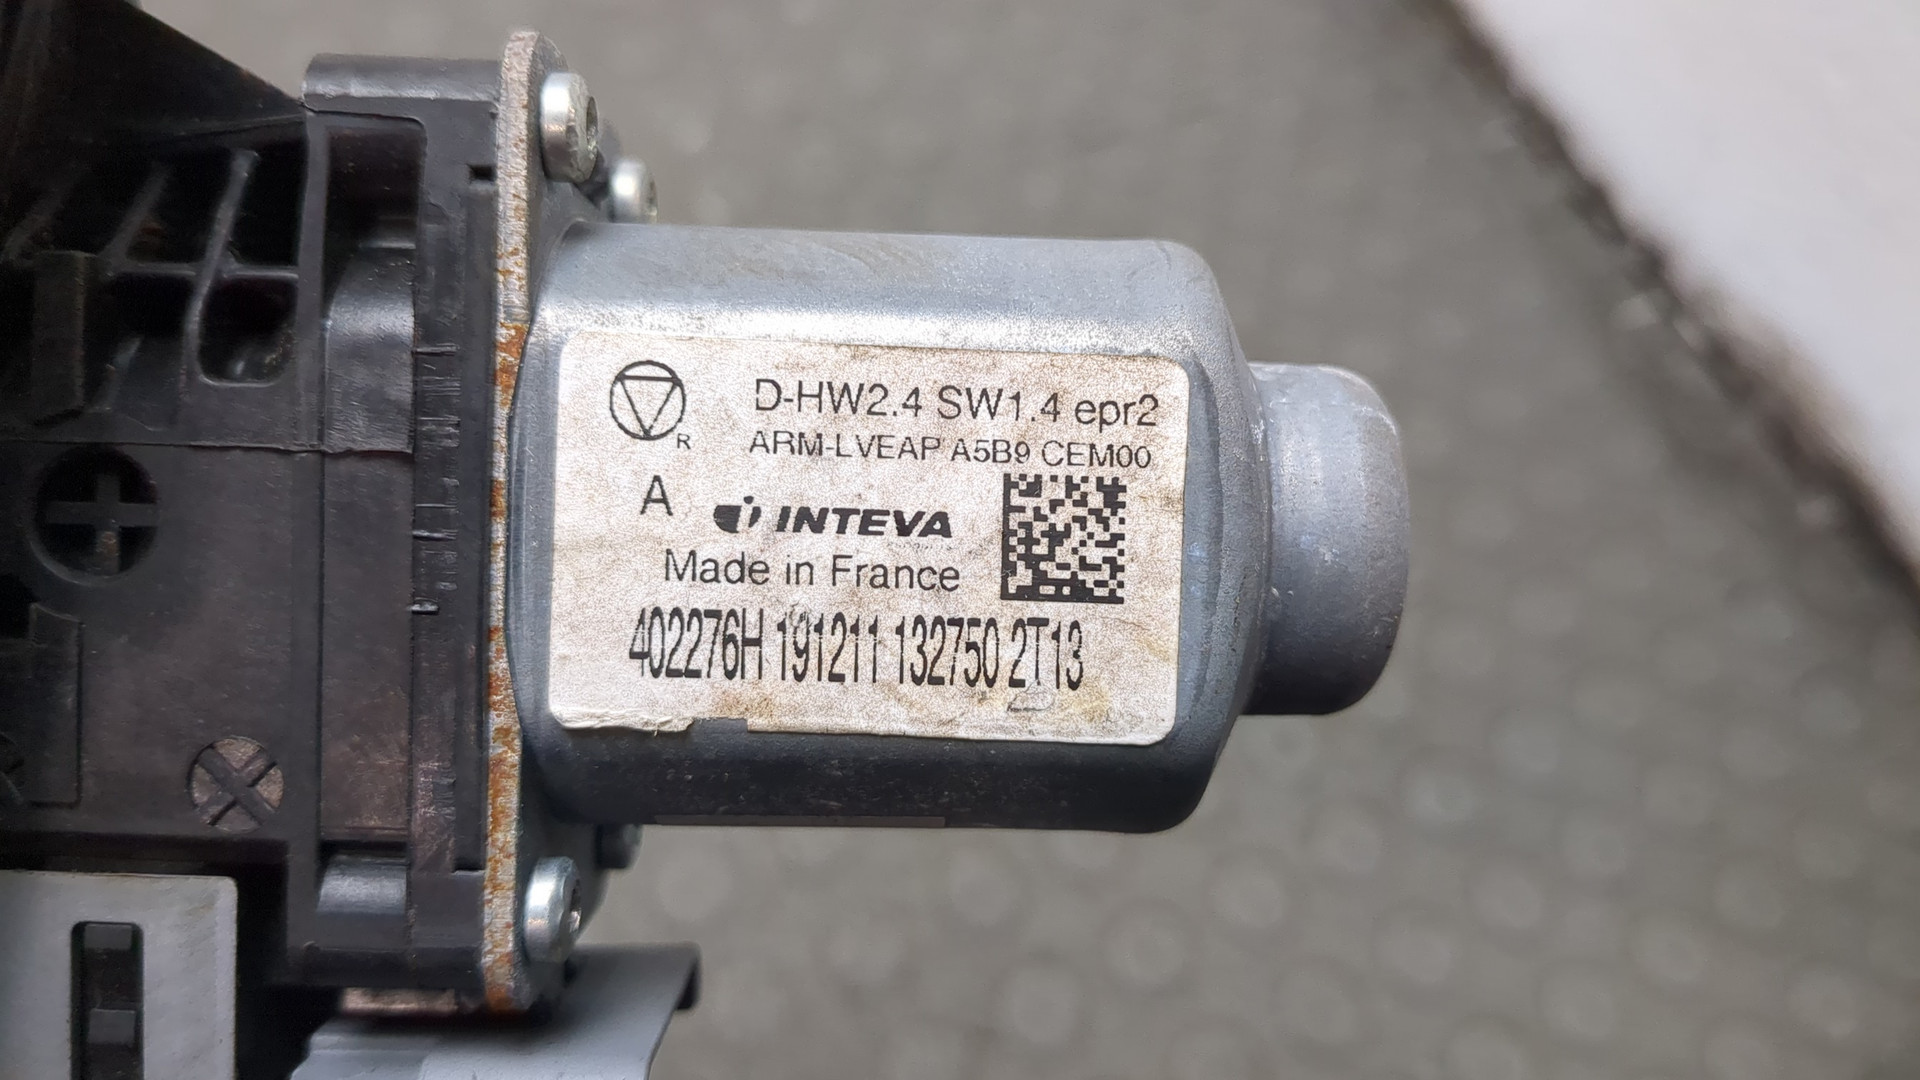 D-HW2.4 SW1.4 epr2
R
ARM-LVEAP A5B9 CEM00
A INTEVA
Made in France
402276H 191211 132750 2T13